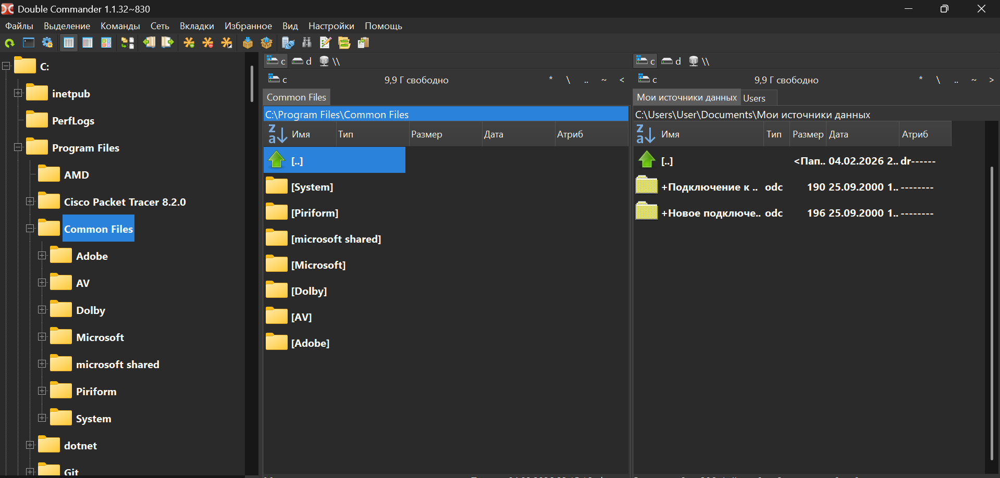 Double Commander 1.1.32~830
Файлы Выделение Команды Сеть Вкладки Избранное Вид Настройки Помощь
C:
inetpub
PerfLogs
Program Files
AMD
Cisco Packet Tracer 8.2.0
Common Files
Adobe
AV
Dolby
Microsoft
microsoft shared
Piriform
System
dotnet
Git
c d \\
c 9,9 Г свободно * \ .. ~ <
Common Files
C:\Program Files\Common Files
Имя Тип Размер Дата Атриб
[..]
[System]
[Piriform]
[microsoft shared]
[Microsoft]
[Dolby]
[AV]
[Adobe]
c d \\
c 9,9 Г свободно * \ .. ~ >
Мои источники данных Users
C:\Users\User\Documents\Мои источники данных
Имя Тип Размер Дата Атриб
[..] <Пап.. 04.02.2026 2.. dr------
+Подключение к .. odc 190 25.09.2000 1.. --------
+Новое подключе.. odc 196 25.09.2000 1.. --------